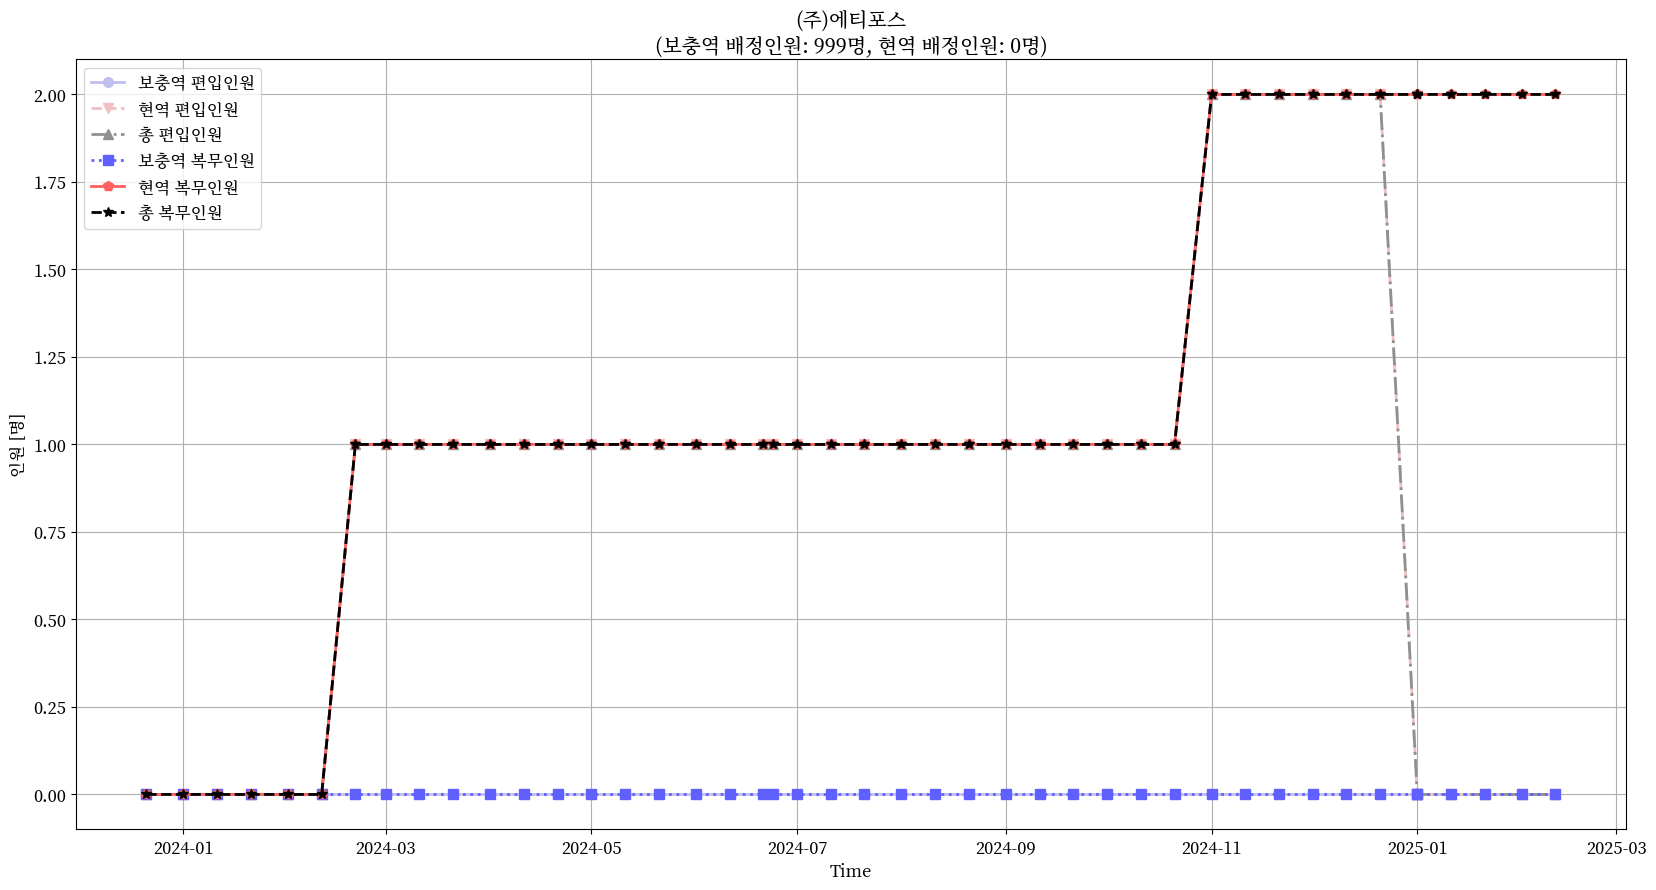 (주)에티포스
(보충역 배정인원: 999명, 현역 배정인원: 0명)
보충역 편입인원
현역 편입인원
총 편입인원
보충역 복무인원
현역 복무인원
총 복무인원
인원 [명]
2.00
1.75
1.50
1.25
1.00
0.75
0.50
0.25
0.00
2024-01
2024-03
2024-05
2024-07
2024-09
2024-11
2025-01
2025-03
Time